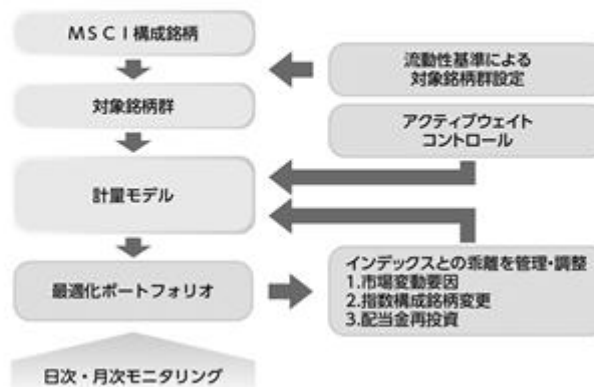 MSCI構成銘柄
流動性基準による
対象銘柄群設定
対象銘柄群
アクティブウェイト
コントロール
計量モデル
最適化ポートフォリオ
インデックスとの乖離を管理・調整
1.市場変動要因
2.指数構成銘柄変更
3.配当金再投資
日次・月次モニタリング